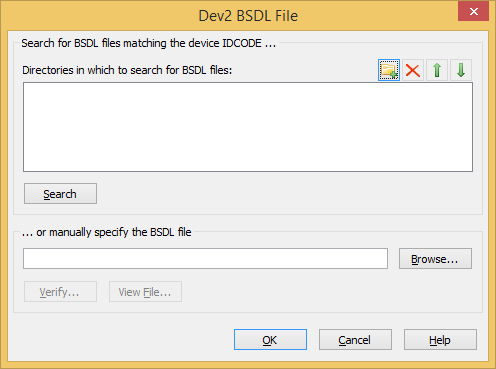 Dev2 BSDL File
Search for BSDL files matching the device IDCODE ...
Directories in which to search for BSDL files:
Search
... or manually specify the BSDL file
Browse...
Verify... View File...
OK Cancel Help